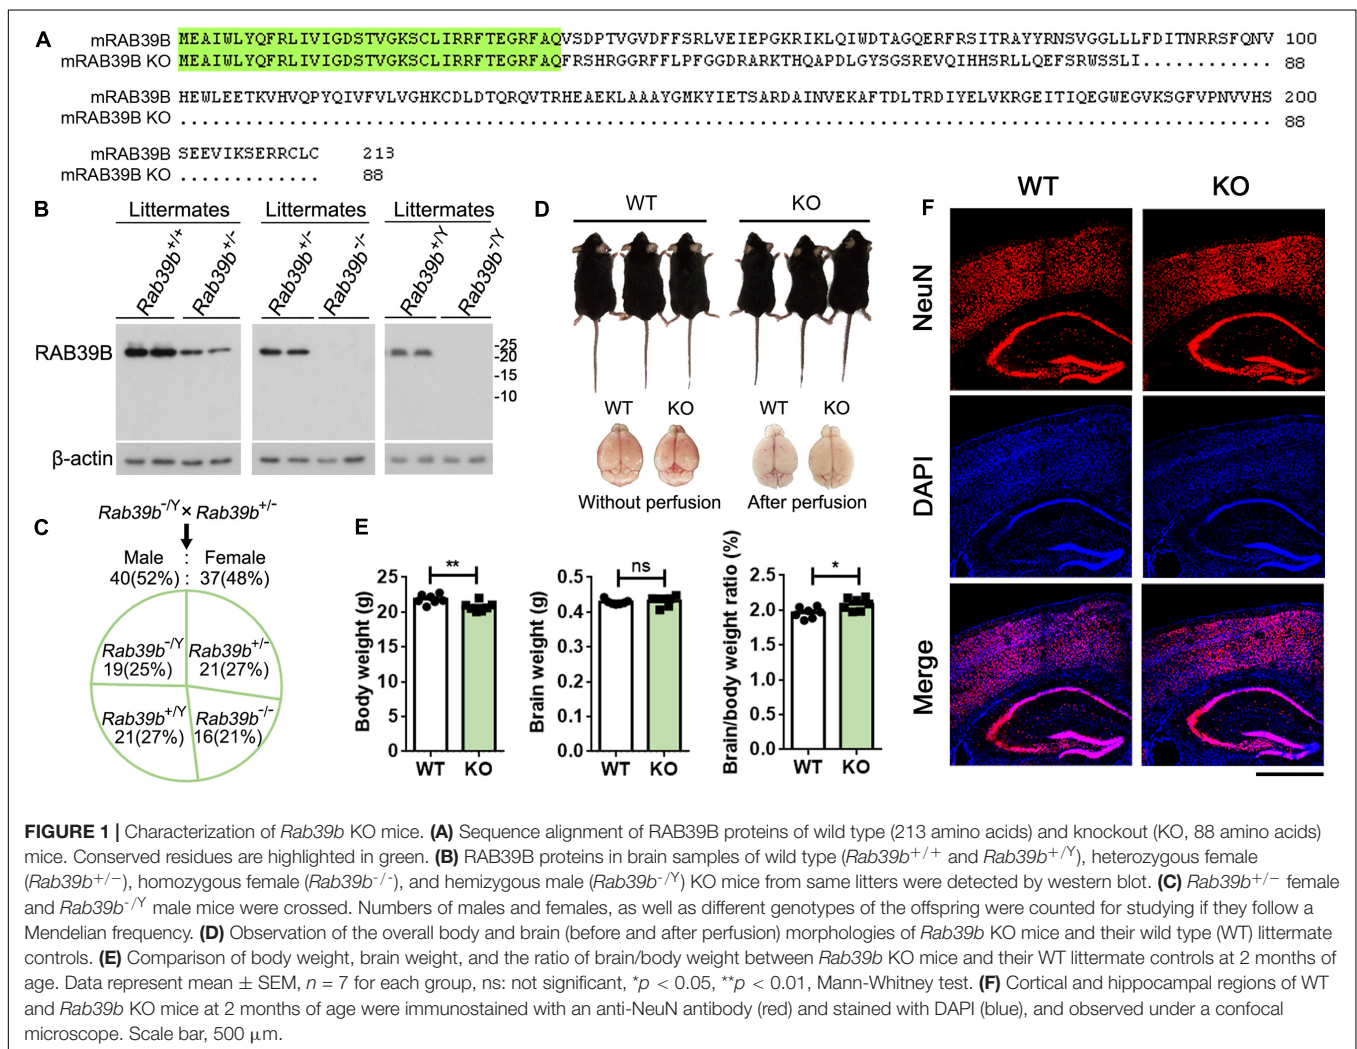 A
mRAB39B MEAIWLYQFRLIVIGDSTVGKSCLIRRFTEGRFAQVSDPTVGVDFFSRLVEIEPGKRIKLQIWDTAGQERFRSITRAYYRNSVGGLLLFDITNRRSFQNV 100
mRAB39B KO MEAIWLYQFRLIVIGDSTVGKSCLIRRFTEGRFAQFRSHRGGRFFLPFGGDRARKTHQAPDLGYSGSREVQIHHSRLLQEFSRWSSLI............ 88
mRAB39B HEWLEETKVHVQPYQIVFVLVGHKCDLDTQRQVTRHEAEKLAAAYGMKYIETSARDAINVEKAFTDLTRDIYELVKRGEITIQEGWEGVKSGFVPNVVHS 200
mRAB39B KO .................................................................................................... 88
mRAB39B SEEVIKSERRCLC 213
mRAB39B KO ............. 88
B
Littermates Littermates Littermates
Rab39b+/+ Rab39b+/- Rab39b+/- Rab39b-/- Rab39b+/Y Rab39b-/Y
RAB39B
-25
-20
-15
-10
β-actin
C
Rab39b-/Y × Rab39b+/-
Male : Female
40(52%) : 37(48%)
Rab39b-/Y Rab39b+/-
19(25%) 21(27%)
Rab39b+/Y Rab39b-/-
21(27%) 16(21%)
D
WT KO
WT KO WT KO
Without perfusion After perfusion
E
Body weight (g)
25
20
15
10
5
0
**
WT KO
Brain weight (g)
0.5
0.4
0.3
0.2
0.1
0.0
ns
WT KO
Brain/body weight ratio (%)
2.5
2.0
1.5
1.0
0.5
0.0
*
WT KO
F
WT KO
NeuN
DAPI
Merge
FIGURE 1 | Characterization of Rab39b KO mice. (A) Sequence alignment of RAB39B proteins of wild type (213 amino acids) and knockout (KO, 88 amino acids)
mice. Conserved residues are highlighted in green. (B) RAB39B proteins in brain samples of wild type (Rab39b+/+ and Rab39b+/Y), heterozygous female
(Rab39b+/−), homozygous female (Rab39b-/-), and hemizygous male (Rab39b-/Y) KO mice from same litters were detected by western blot. (C) Rab39b+/− female
and Rab39b-/Y male mice were crossed. Numbers of males and females, as well as different genotypes of the offspring were counted for studying if they follow a
Mendelian frequency. (D) Observation of the overall body and brain (before and after perfusion) morphologies of Rab39b KO mice and their wild type (WT) littermate
controls. (E) Comparison of body weight, brain weight, and the ratio of brain/body weight between Rab39b KO mice and their WT littermate controls at 2 months of
age. Data represent mean ± SEM, n = 7 for each group, ns: not significant, *p < 0.05, **p < 0.01, Mann-Whitney test. (F) Cortical and hippocampal regions of WT
and Rab39b KO mice at 2 months of age were immunostained with an anti-NeuN antibody (red) and stained with DAPI (blue), and observed under a confocal
microscope. Scale bar, 500 μm.